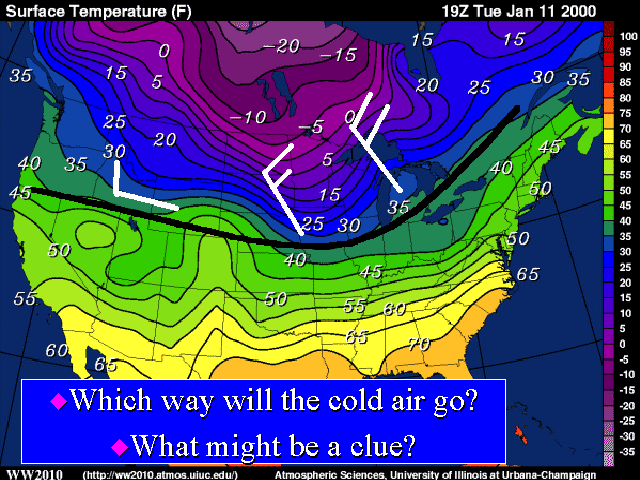 Surface Temperature (F) 19Z Tue Jan 11 2000
0 -20 -15 15 15
35 15 5 20 25 30 35
-10 0
25 20 -5
40 35 30 5 40
45 15 35 50
25 30
50 40 45 50
55 50 55 60 65
60 65 65 70
100
95
90
85
80
75
70
65
60
55
50
45
40
35
30
25
20
15
10
5
0
-5
-10
-15
-20
-25
-30
-35
Which way will the cold air go?
What might be a clue?
WW2010 (http://ww2010.atmos.uiuc.edu/) Atmospheric Sciences, University of Illinois at Urbana-Champaign